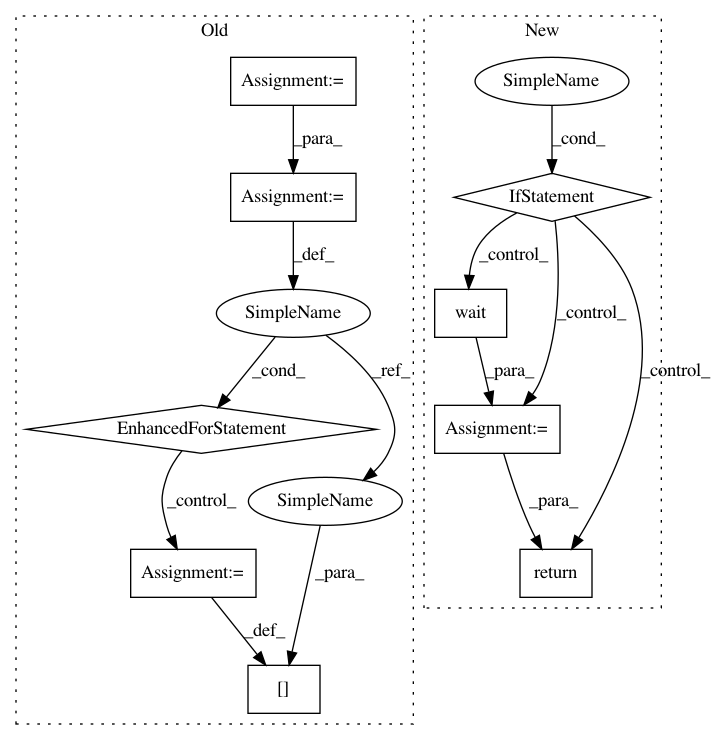 Old
New
Assignment:=
SimpleName
_para_
_cond_
Assignment:=
IfStatement
_def_
_control_
SimpleName
wait
_control_
_cond_
_ref_
_para_
_control_
EnhancedForStatement
Assignment:=
_control_
SimpleName
_para_
Assignment:=
_para_
return
_def_
[]